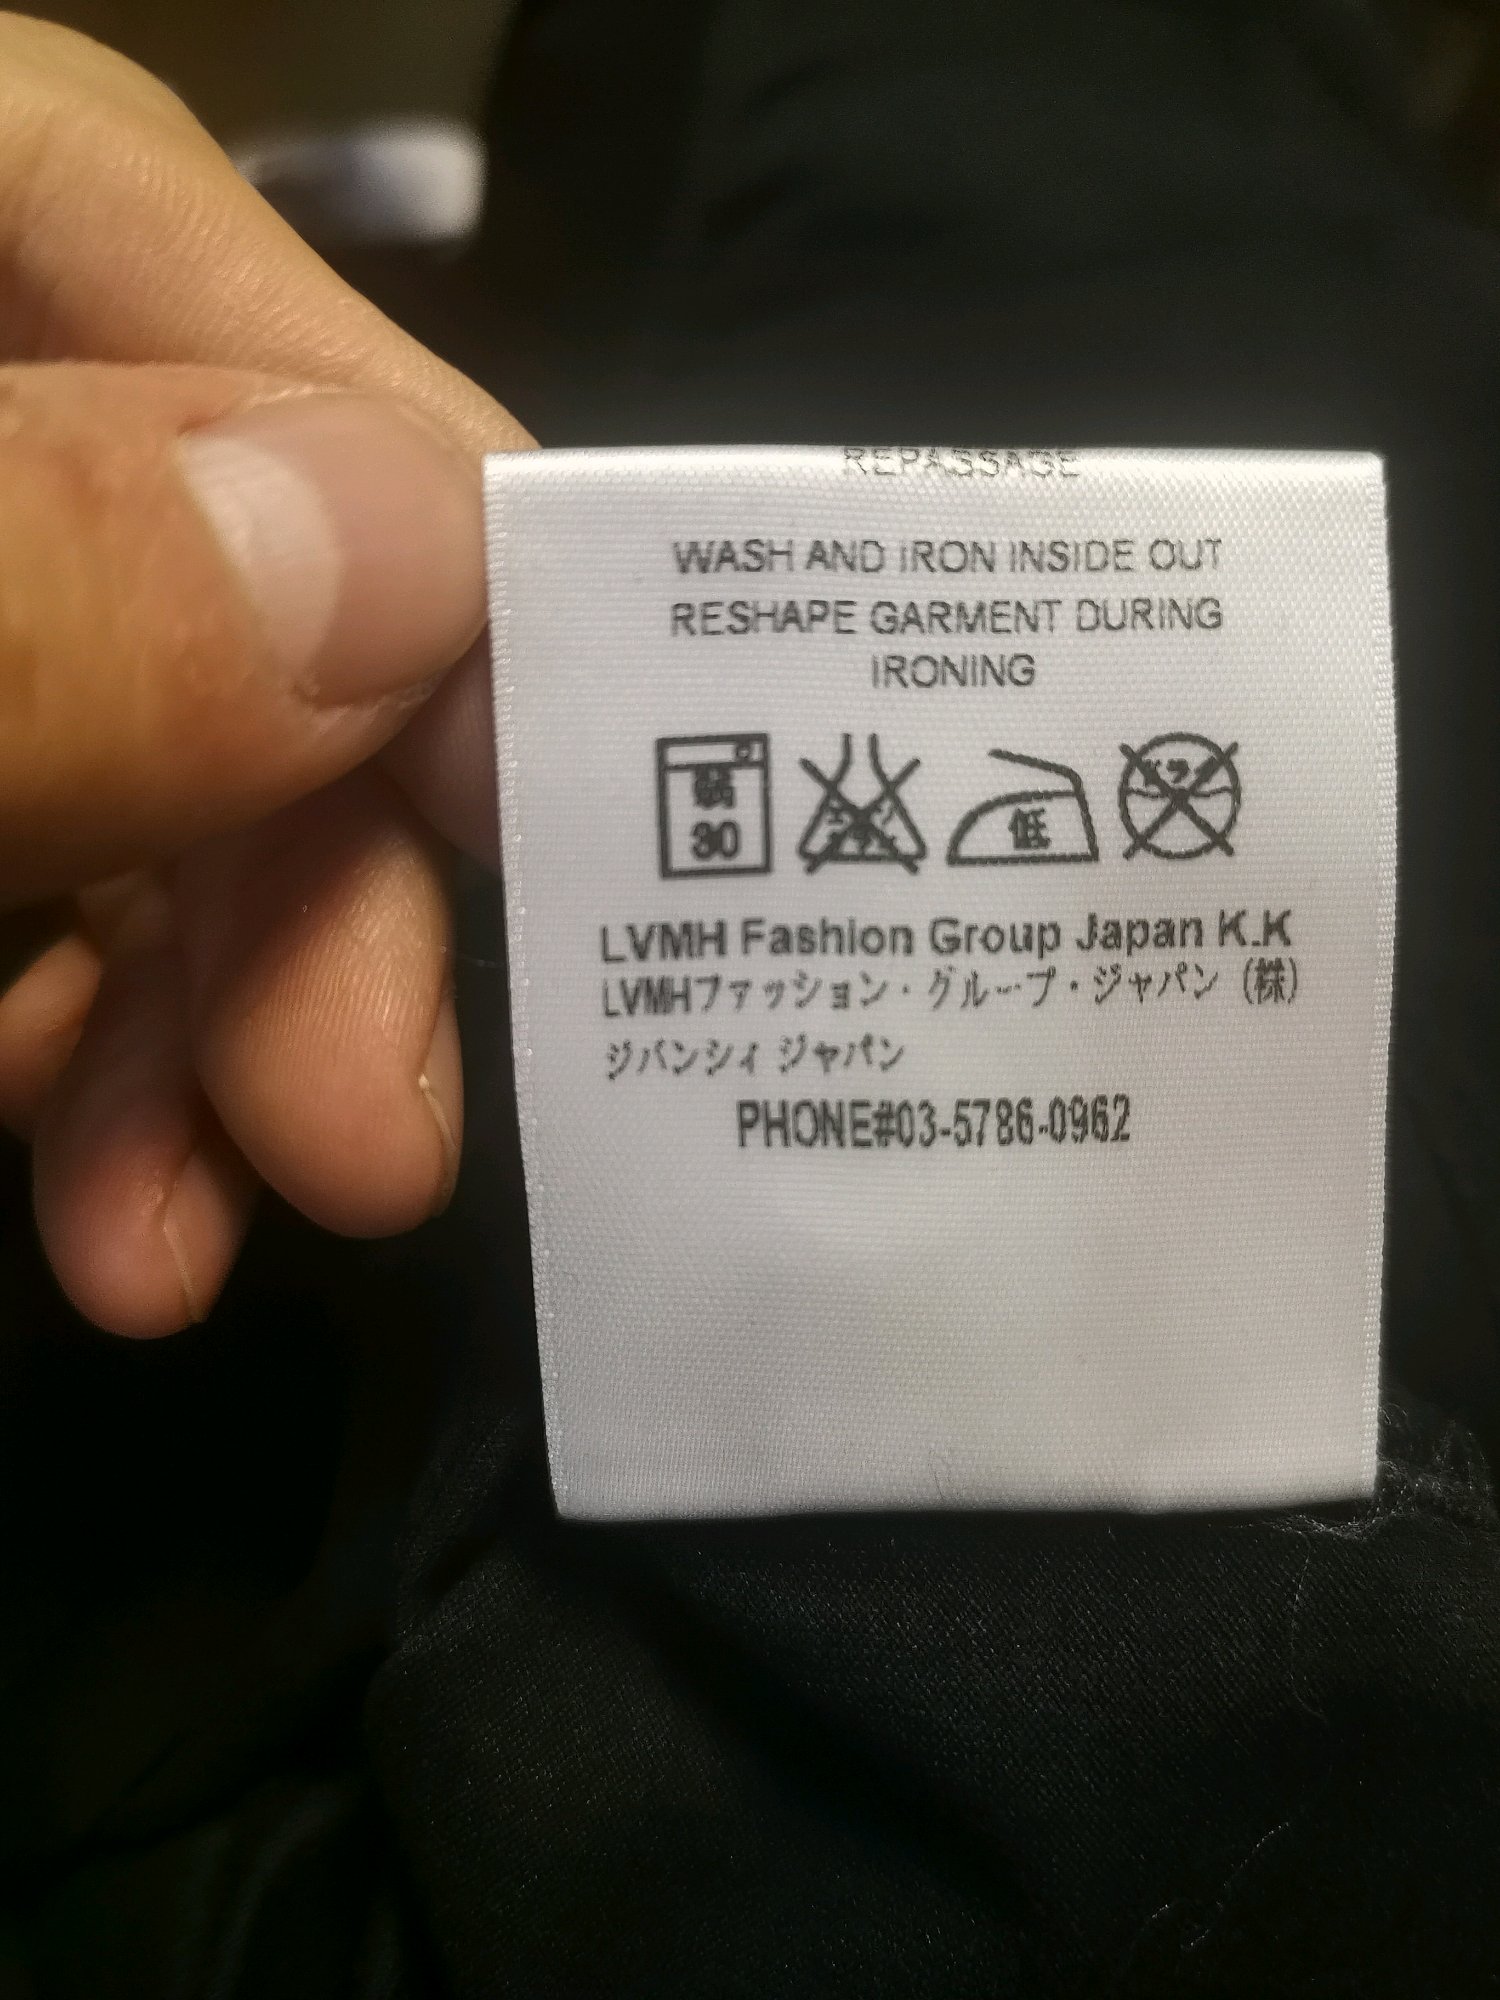 REPASSAGE
WASH AND IRON INSIDE OUT
RESHAPE GARMENT DURING
IRONING
30
低
LVMH Fashion Group Japan K.K
LVMHファッション・グループ・ジャパン (株)
ジバンシィ ジャパン
PHONE#03-5786-0962